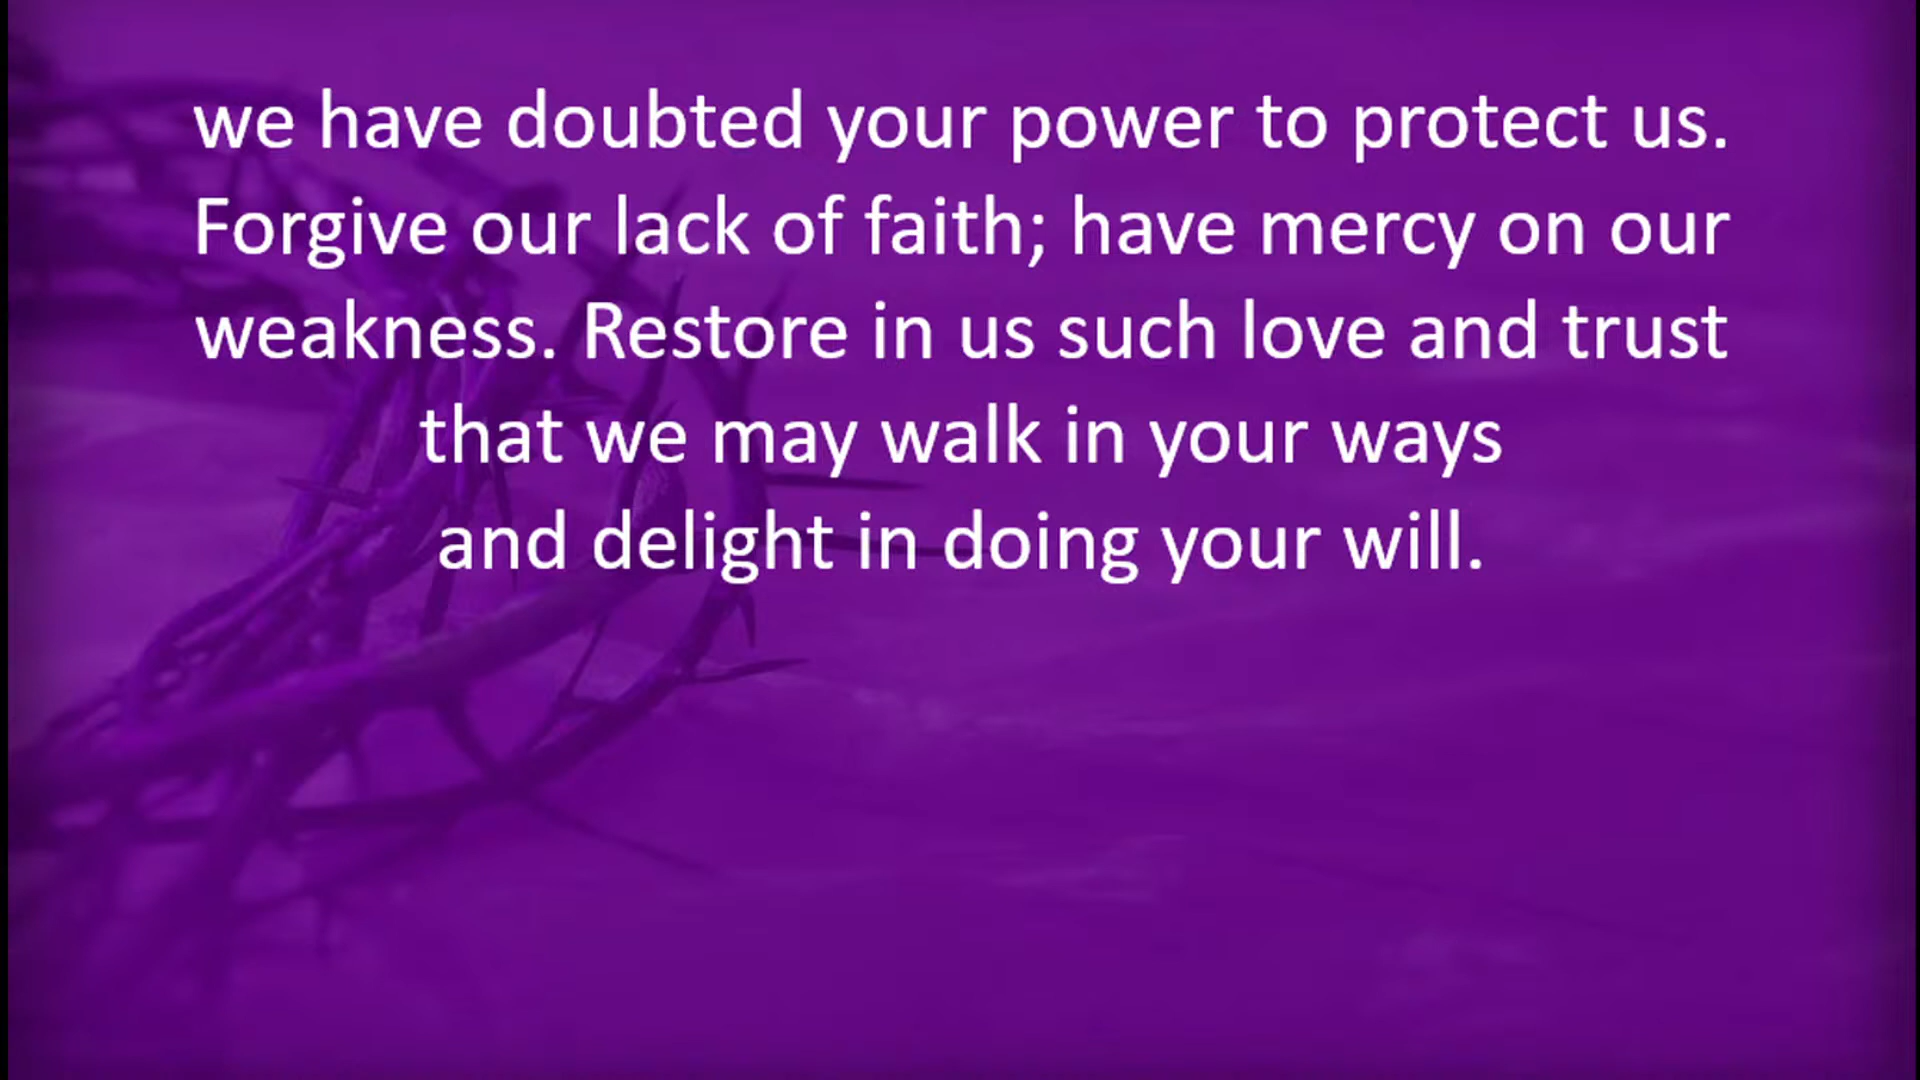 we have doubted your power to protect us.
Forgive our lack of faith; have mercy on our
weakness. Restore in us such love and trust
that we may walk in your ways
and delight in doing your will.